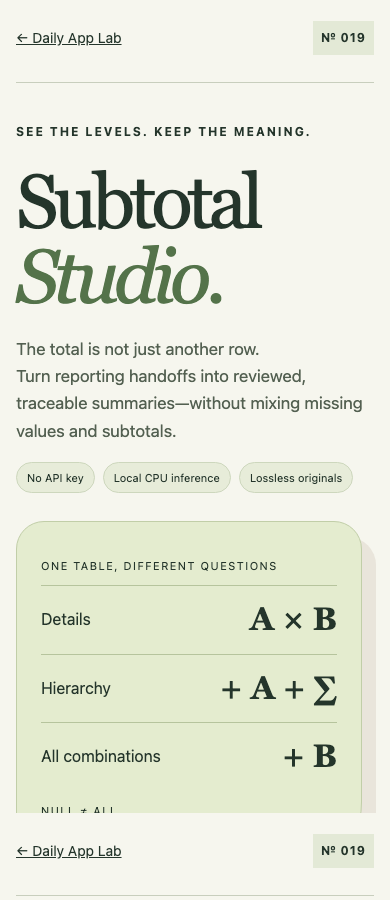 ← Daily App Lab
Nº 019
SEE THE LEVELS. KEEP THE MEANING.
Subtotal
Studio.
The total is not just another row.
Turn reporting handoffs into reviewed,
traceable summaries—without mixing missing
values and subtotals.
No API key
Local CPU inference
Lossless originals
ONE TABLE, DIFFERENT QUESTIONS
Details
A × B
Hierarchy
+ A + Σ
All combinations
+ B
NULL ≠ ALL
← Daily App Lab
Nº 019